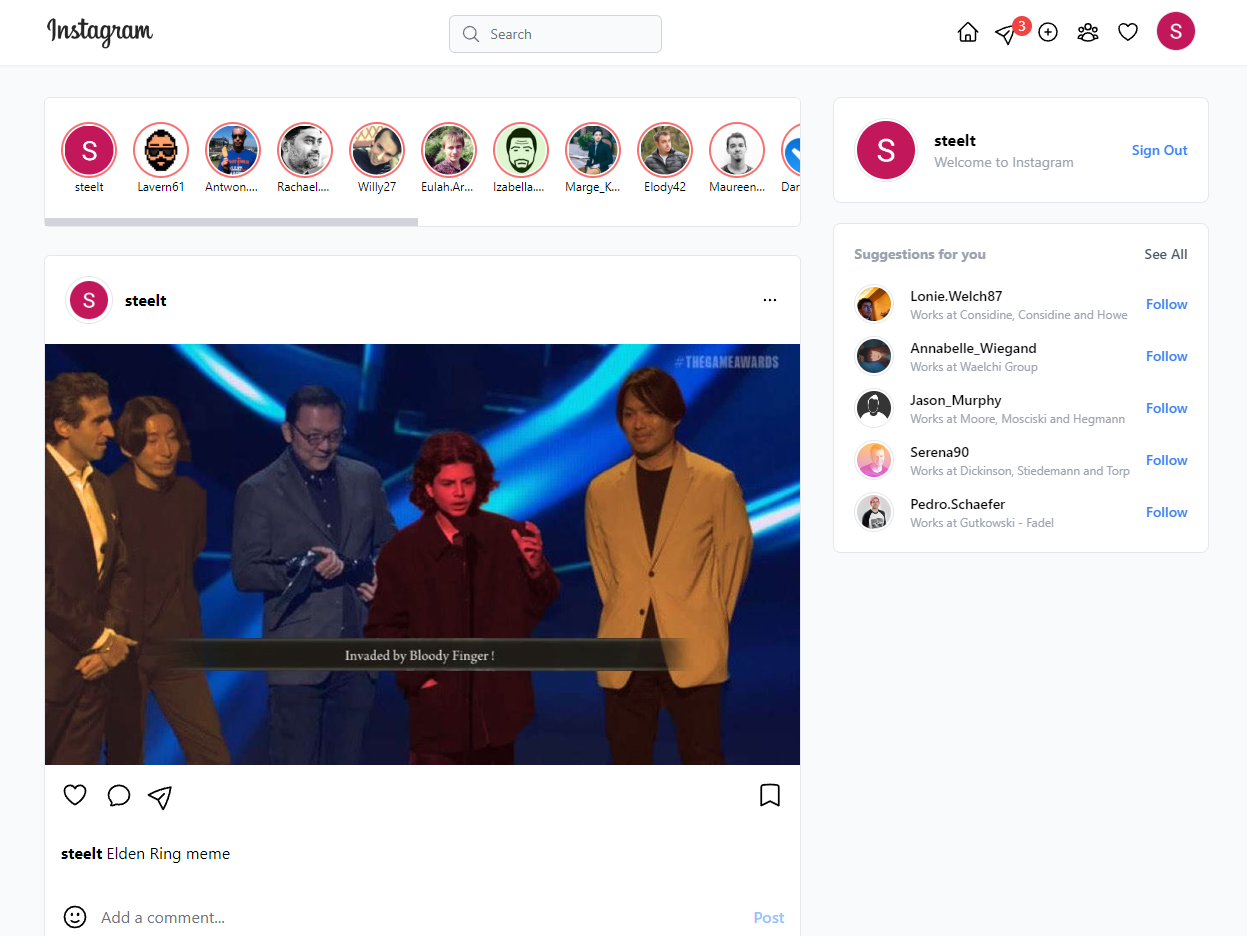 Instagram
Search
3
S
S
steelt
Lavern61
Antwon....
Rachael....
Willy27
Eulah.Ar...
Izabella....
Marge_K...
Elody42
Maureen...
Dar
S
steelt
Welcome to Instagram
Sign Out
Suggestions for you
See All
Lonie.Welch87
Works at Considine, Considine and Howe
Follow
Annabelle_Wiegand
Works at Waelchi Group
Follow
Jason_Murphy
Works at Moore, Mosciski and Hegmann
Follow
Serena90
Works at Dickinson, Stiedemann and Torp
Follow
Pedro.Schaefer
Works at Gutkowski - Fadel
Follow
S
steelt
#THEGAMEAWARDS
Invaded by Bloody Finger !
steelt Elden Ring meme
Add a comment...
Post